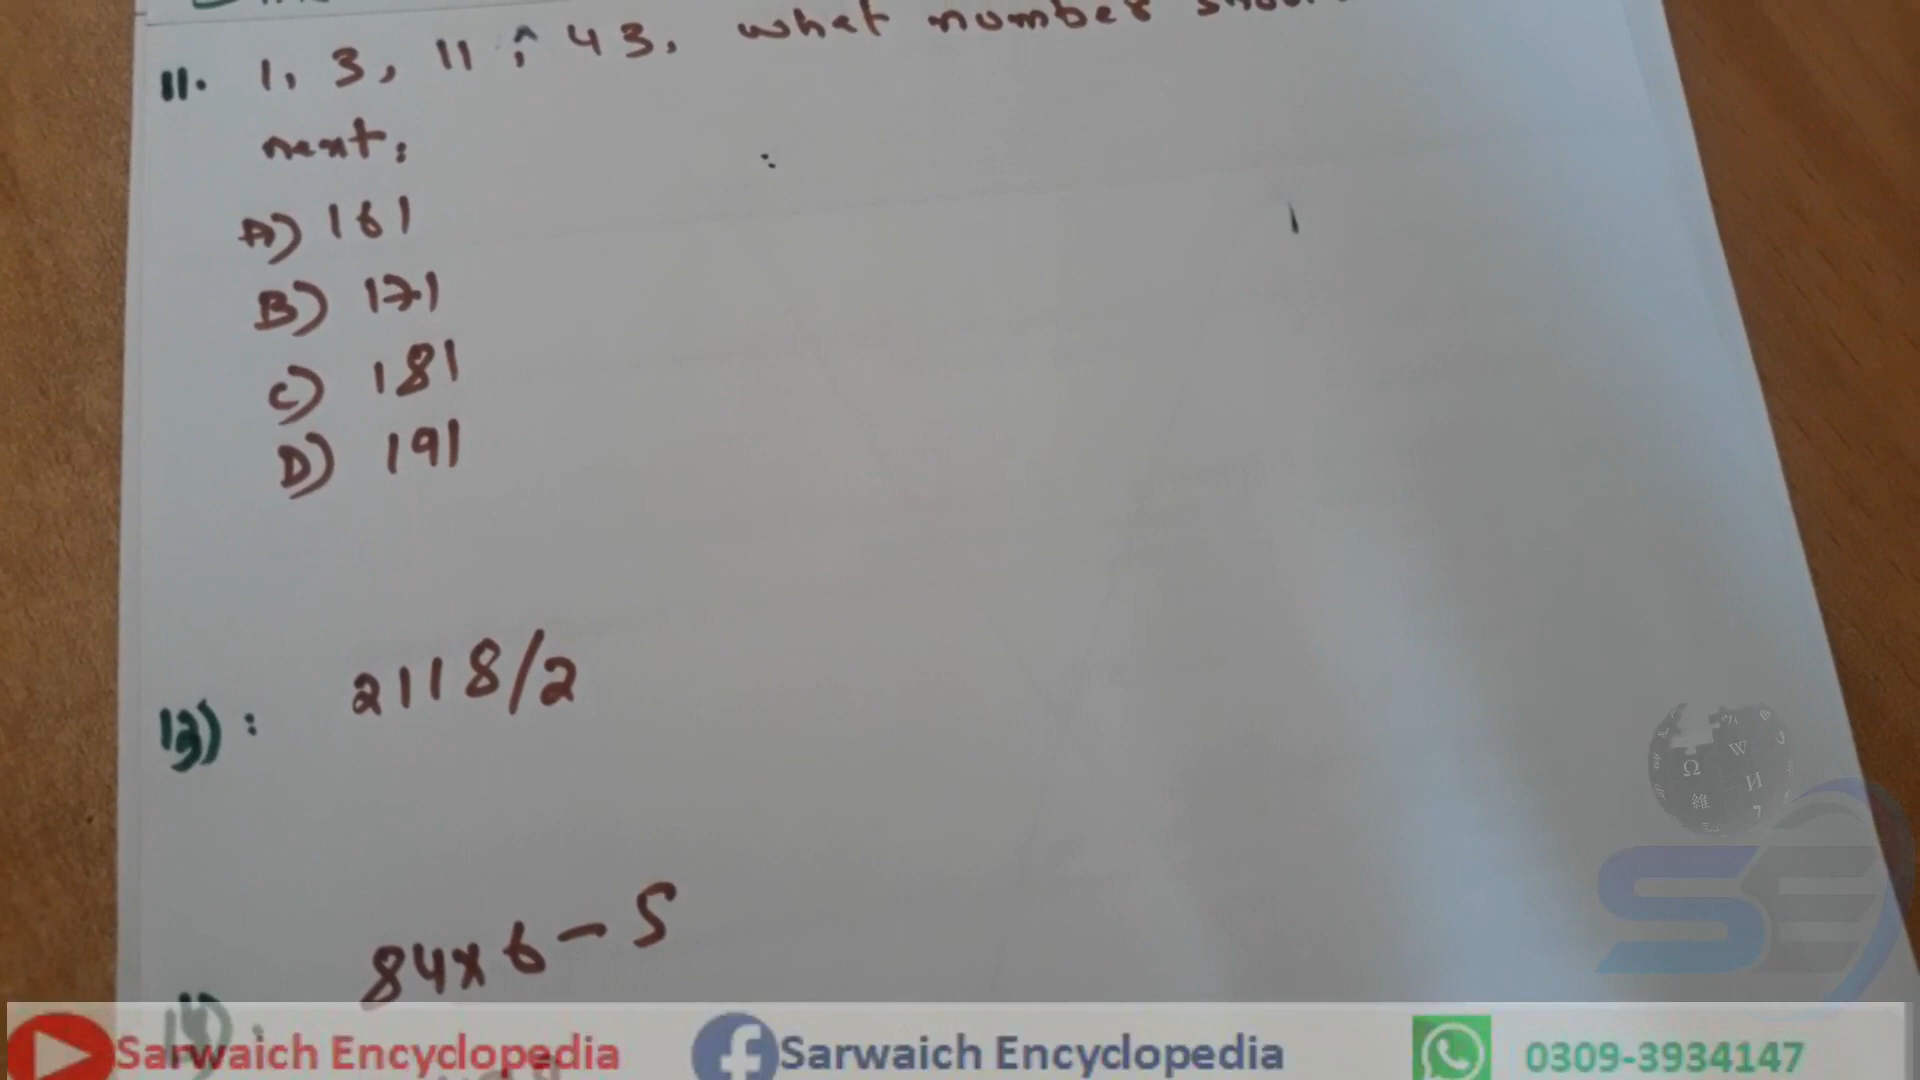 11. 1, 3, 11, 43, what number
next:
A) 161
B) 171
C) 181
D) 191
13): 2118/2
84x6-5
Sarwaich Encyclopedia
Sarwaich Encyclopedia
0309-3934147
SE